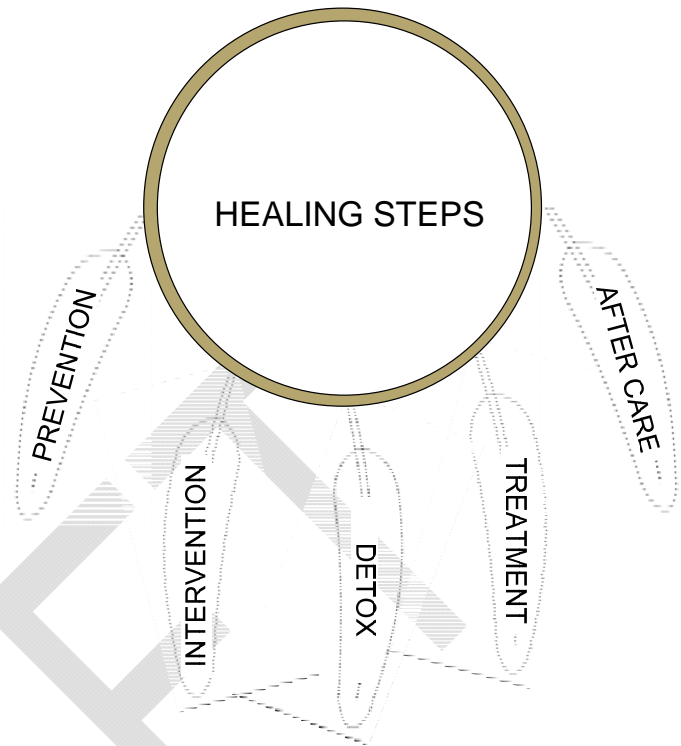 HEALING STEPS
PREVENTION
INTERVENTION
DETOX
TREATMENT
AFTER CARE